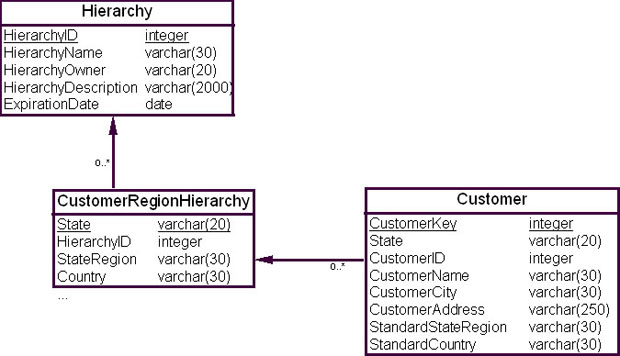 Hierarchy
HierarchyID integer
HierarchyName varchar(30)
HierarchyOwner varchar(20)
HierarchyDescription varchar(2000)
ExpirationDate date
0..*
CustomerRegionHierarchy
State varchar(20)
HierarchyID integer
StateRegion varchar(30)
Country varchar(30)
...
0..*
Customer
CustomerKey integer
State varchar(20)
CustomerID integer
CustomerName varchar(30)
CustomerCity varchar(30)
CustomerAddress varchar(250)
StandardStateRegion varchar(30)
StandardCountry varchar(30)